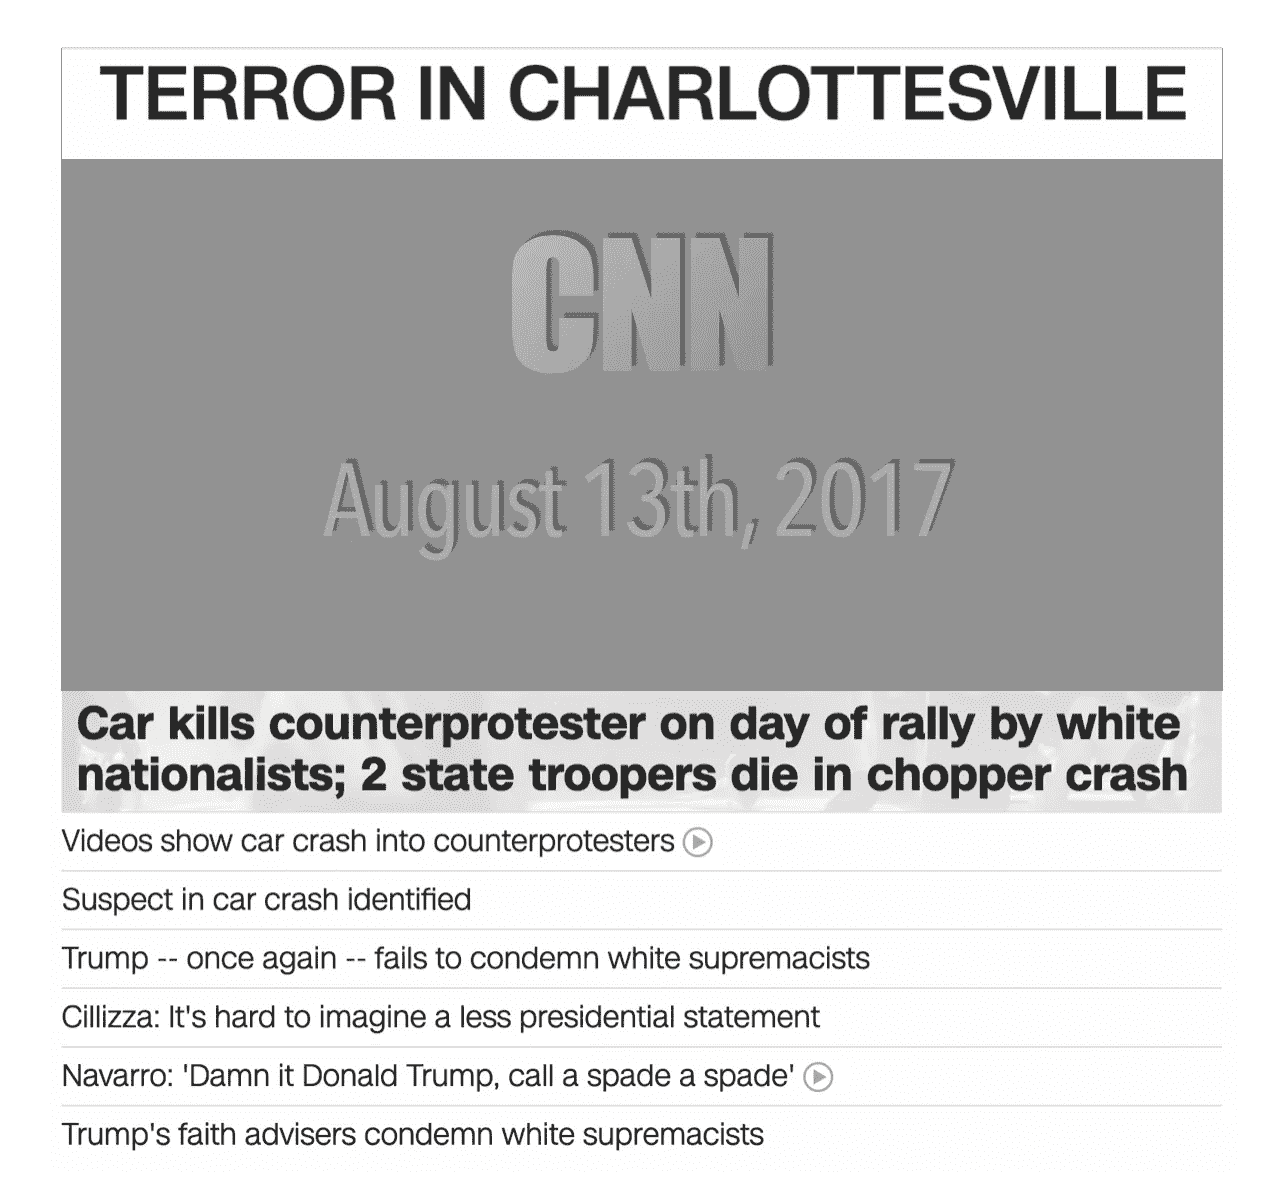 TERROR IN CHARLOTTESVILLE
CNN
August 13th, 2017
Car kills counterprotester on day of rally by white
nationalists; 2 state troopers die in chopper crash
Videos show car crash into counterprotesters
Suspect in car crash identified
Trump -- once again -- fails to condemn white supremacists
Cillizza: It's hard to imagine a less presidential statement
Navarro: 'Damn it Donald Trump, call a spade a spade'
Trump's faith advisers condemn white supremacists